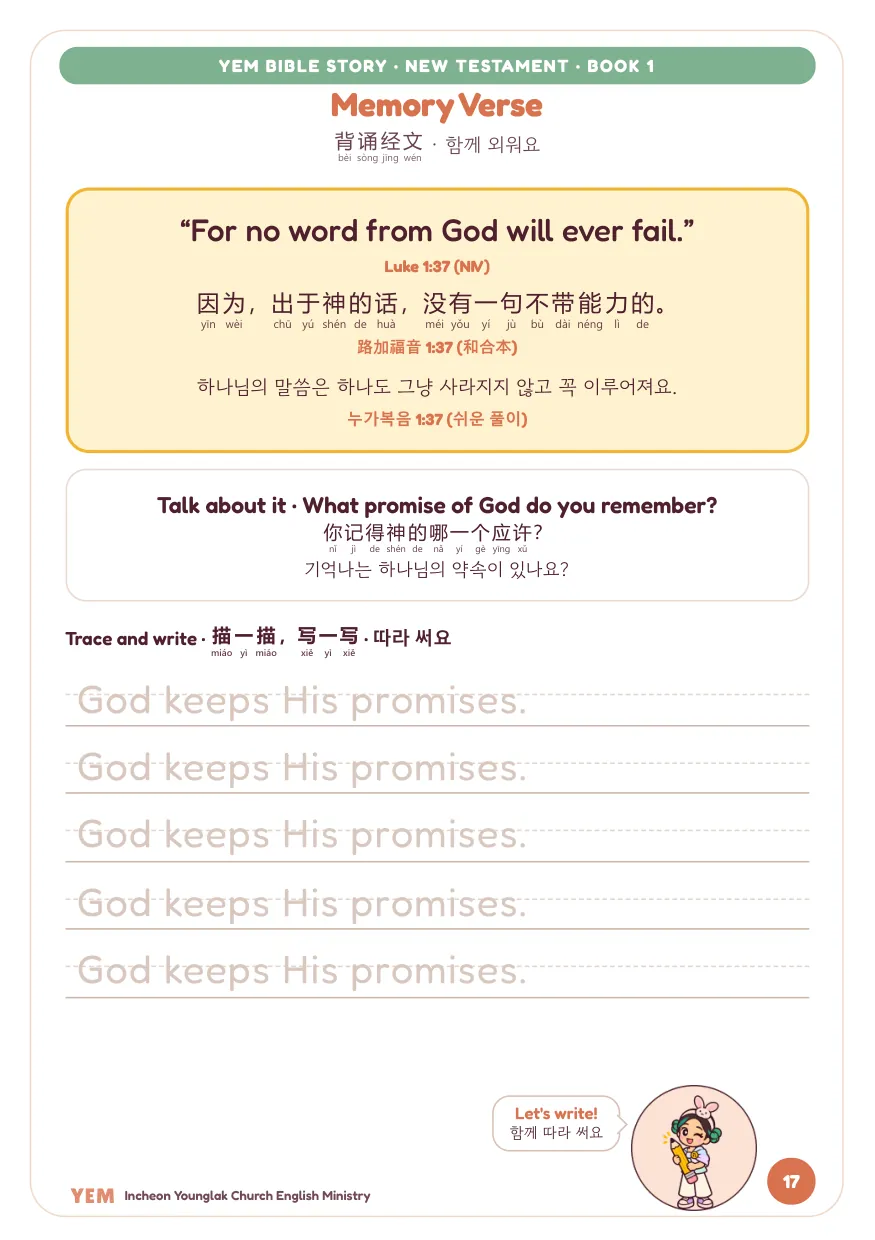 YEM BIBLE STORY · NEW TESTAMENT · BOOK 1
Memory Verse
背诵经文 · 함께 외워요
bèi sòng jīng wén
“For no word from God will ever fail.”
Luke 1:37 (NIV)
因为，出于神的话，没有一句不带能力的。
yīn wèi chū yú shén de huà méi yǒu yí jù bù dài néng lì de
路加福音 1:37 (和合本)
하나님의 말씀은 하나도 그냥 사라지지 않고 꼭 이루어져요.
누가복음 1:37 (쉬운 풀이)
Talk about it · What promise of God do you remember?
你记得神的哪一个应许？
nǐ jì de shén de nǎ yí gè yīng xǔ
기억나는 하나님의 약속이 있나요?
Trace and write · 描一描，写一写 · 따라 써요
miáo yì miáo xiě yì xiě
God keeps His promises.
God keeps His promises.
God keeps His promises.
God keeps His promises.
God keeps His promises.
Let's write!
함께 따라 써요
YEM Incheon Younglak Church English Ministry
17